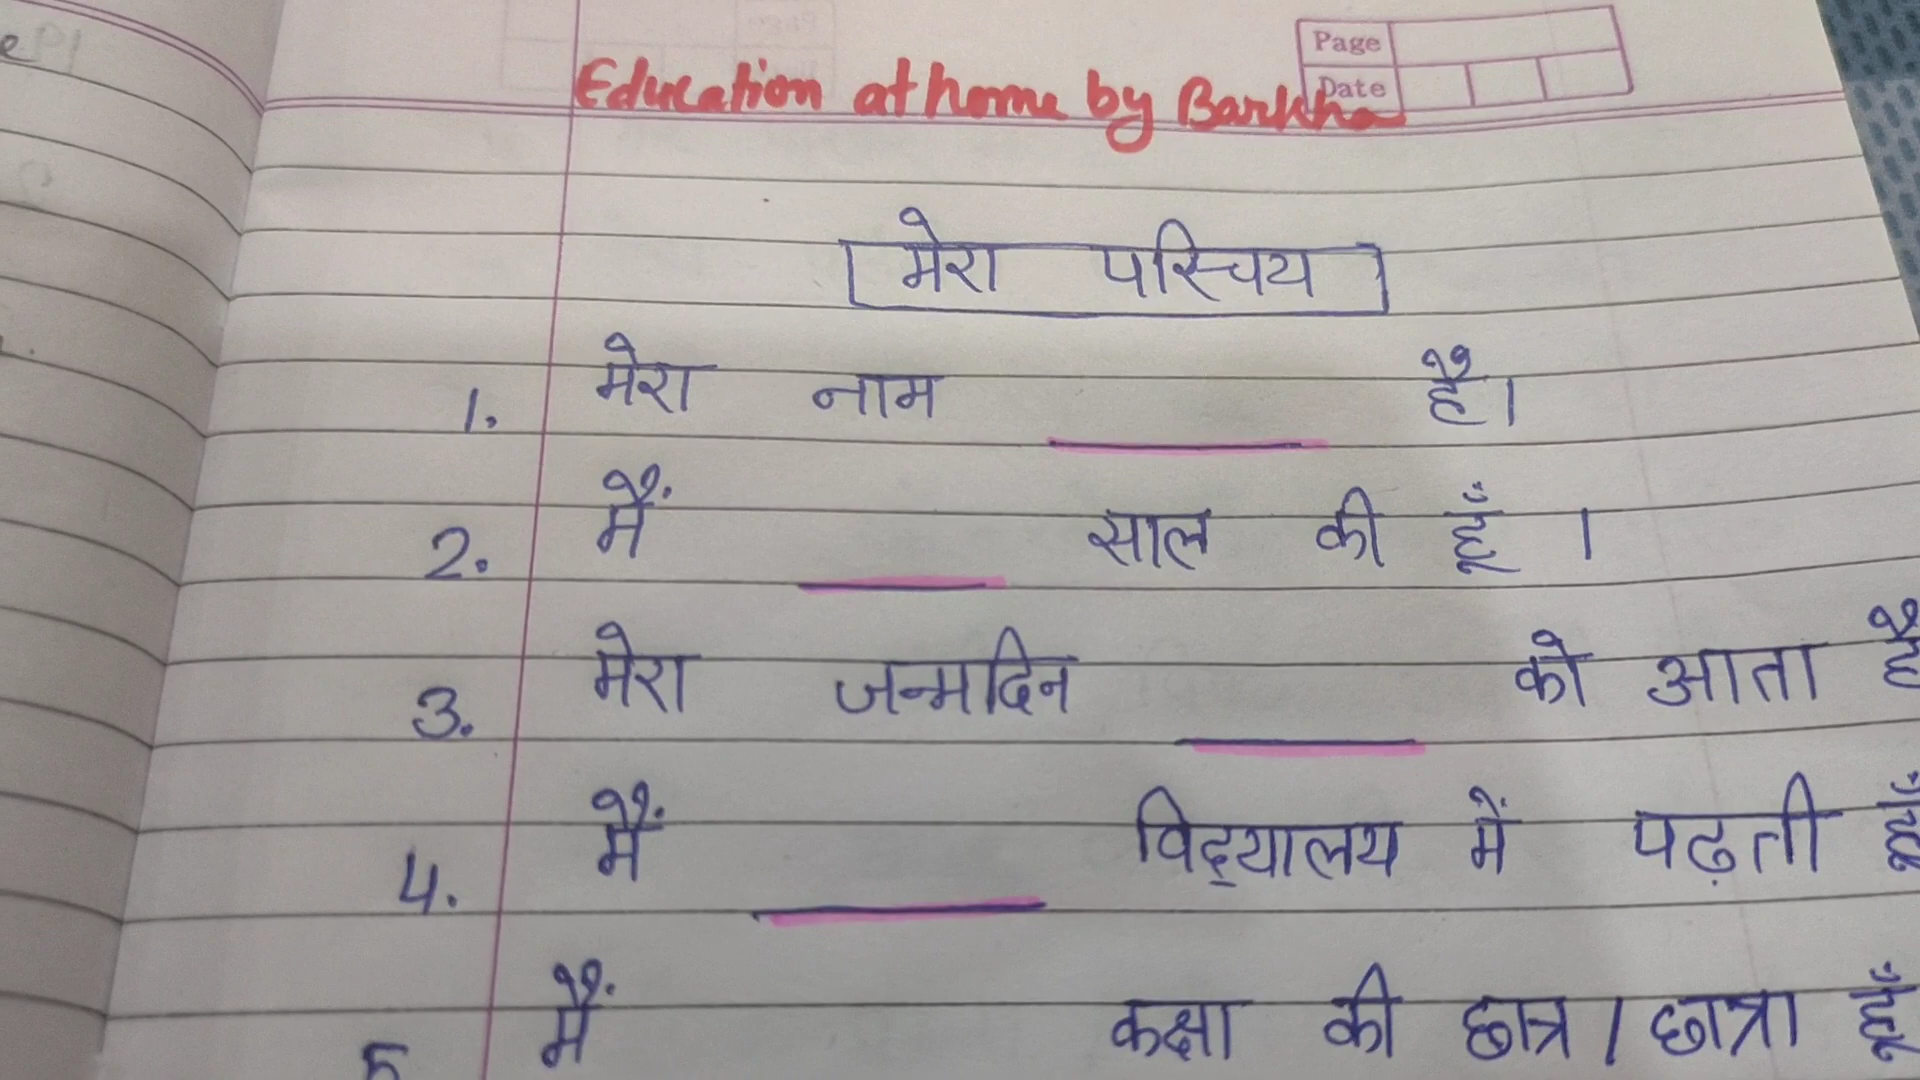 Page
Date
Education at home by Barkha
मेरा परिचय
1. मेरा नाम ______ है।
2. मैं ______ साल की हूँ ।
3. मेरा जन्मदिन ______ को आता है
4. मैं ______ विद्यालय में पढ़ती हूँ
5 मैं कक्षा की छात्र / छात्रा हूँ